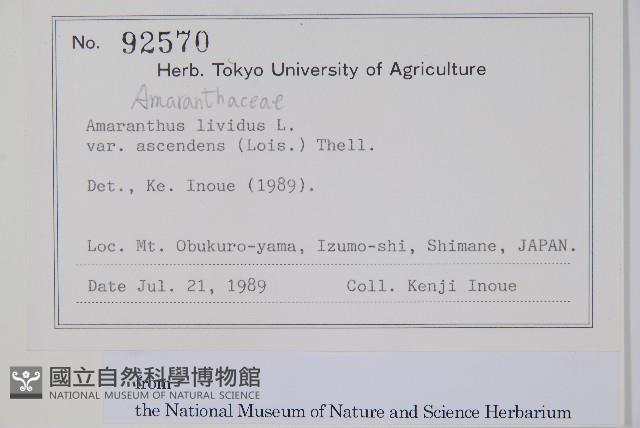 No. 92570
Herb. Tokyo University of Agriculture
Amaranthaceae
Amaranthus lividus L.
var. ascendens (Lois.) Thell.
Det., Ke. Inoue (1989).
Loc. Mt. Obukuro-yama, Izumo-shi, Shimane, JAPAN.
Date Jul. 21, 1989 Coll. Kenji Inoue
國立自然科學博物館
NATIONAL MUSEUM OF NATURAL SCIENCE
from
the National Museum of Nature and Science Herbarium